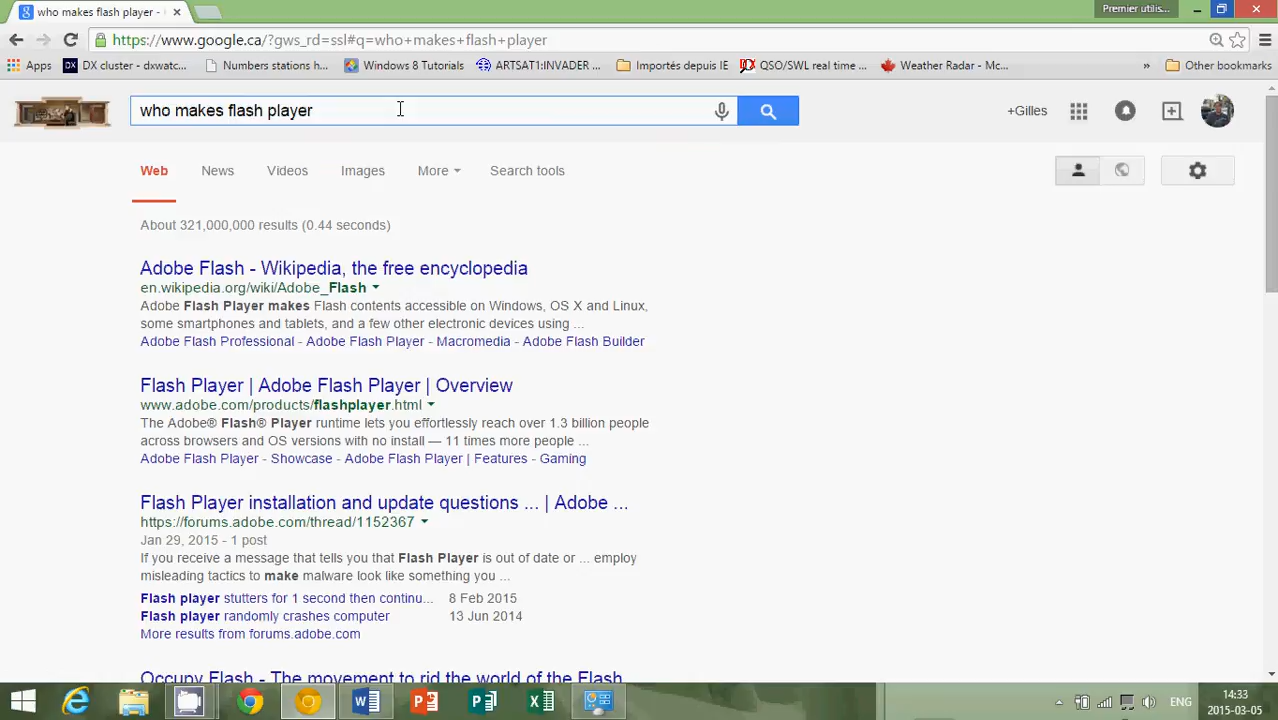 who makes flash player -
Premier utilis...
https://www.google.ca/?gws_rd=ssl#q=who+makes+flash+player
Apps DX cluster - dxwatc... Numbers stations h... Windows 8 Tutorials ARTSAT1:INVADER ... Importés depuis IE QSO/SWL real time ... Weather Radar - Mc... » Other bookmarks
who makes flash player
+Gilles
Web News Videos Images More Search tools
About 321,000,000 results (0.44 seconds)
Adobe Flash - Wikipedia, the free encyclopedia
en.wikipedia.org/wiki/Adobe_Flash
Adobe Flash Player makes Flash contents accessible on Windows, OS X and Linux,
some smartphones and tablets, and a few other electronic devices using ...
Adobe Flash Professional - Adobe Flash Player - Macromedia - Adobe Flash Builder
Flash Player | Adobe Flash Player | Overview
www.adobe.com/products/flashplayer.html
The Adobe® Flash® Player runtime lets you effortlessly reach over 1.3 billion people
across browsers and OS versions with no install — 11 times more people ...
Adobe Flash Player - Showcase - Adobe Flash Player | Features - Gaming
Flash Player installation and update questions ... | Adobe ...
https://forums.adobe.com/thread/1152367
Jan 29, 2015 - 1 post
If you receive a message that tells you that Flash Player is out of date or ... employ
misleading tactics to make malware look like something you ...
Flash player stutters for 1 second then continu... 8 Feb 2015
Flash player randomly crashes computer 13 Jun 2014
More results from forums.adobe.com
Occupy Flash - The movement to rid the world of the Flash
ENG
14:33
2015-03-05